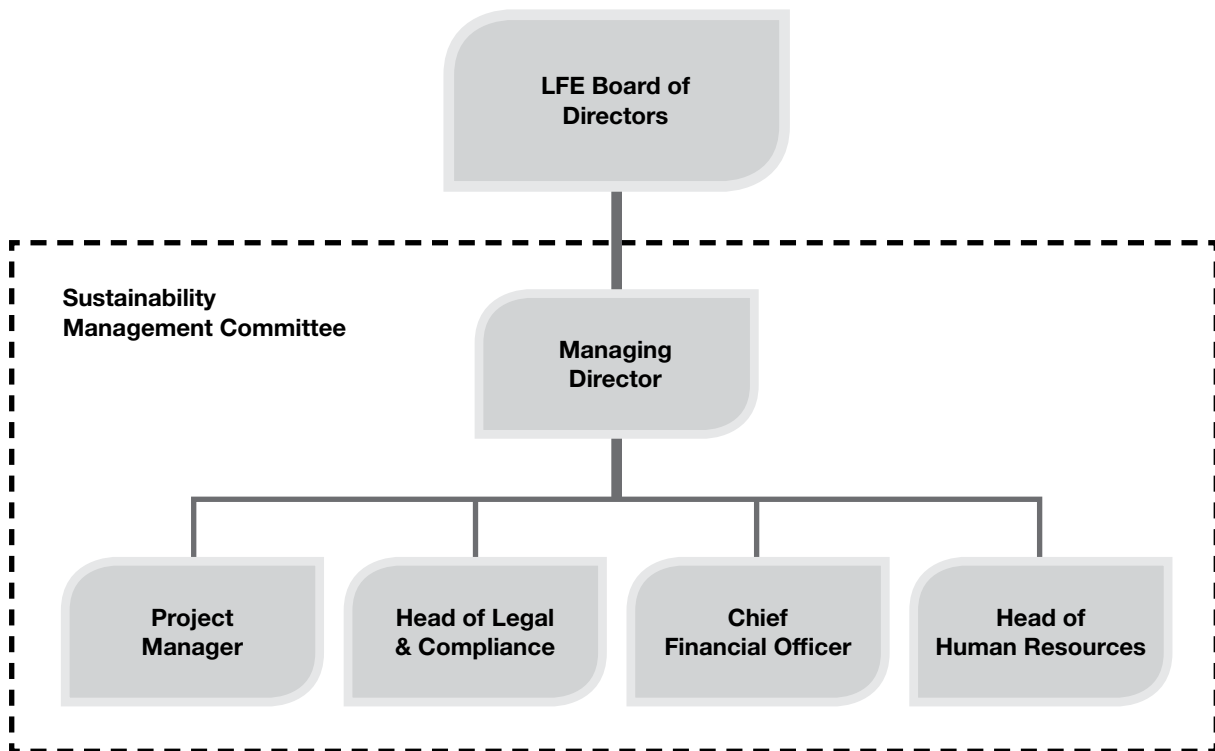 LFE Board of
Directors
Sustainability
Management Committee
Managing
Director
Project
Manager
Head of Legal
& Compliance
Chief
Financial Officer
Head of
Human Resources